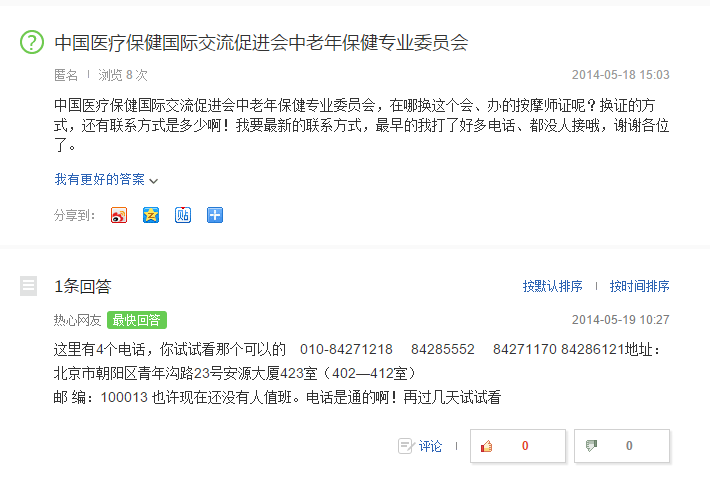 中国医疗保健国际交流促进会中老年保健专业委员会
匿名 | 浏览 8 次 2014-05-18 15:03
中国医疗保健国际交流促进会中老年保健专业委员会，在哪换这个会、办的按摩师证呢？换证的方
式，还有联系方式是多少啊！我要最新的联系方式，最早的我打了好多电话、都没人接哦，谢谢各位
了。
我有更好的答案
分享到：
贴
1条回答 按默认排序 | 按时间排序
热心网友 最快回答 2014-05-19 10:27
这里有4个电话，你试试看那个可以的 010-84271218 84285552 84271170 84286121地址：
北京市朝阳区青年沟路23号安源大厦423室（402—412室）
邮 编：100013 也许现在还没有人值班。电话是通的啊！再过几天试试看
评论 | 0 0